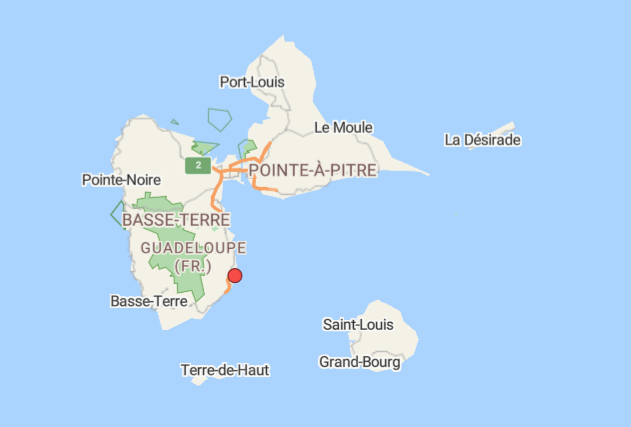 Port-Louis
Le Moule
La Désirade
2
POINTE-À-PITRE
Pointe-Noire
BASSE-TERRE
GUADELOUPE
(FR.)
Basse-Terre
Saint-Louis
Grand-Bourg
Terre-de-Haut